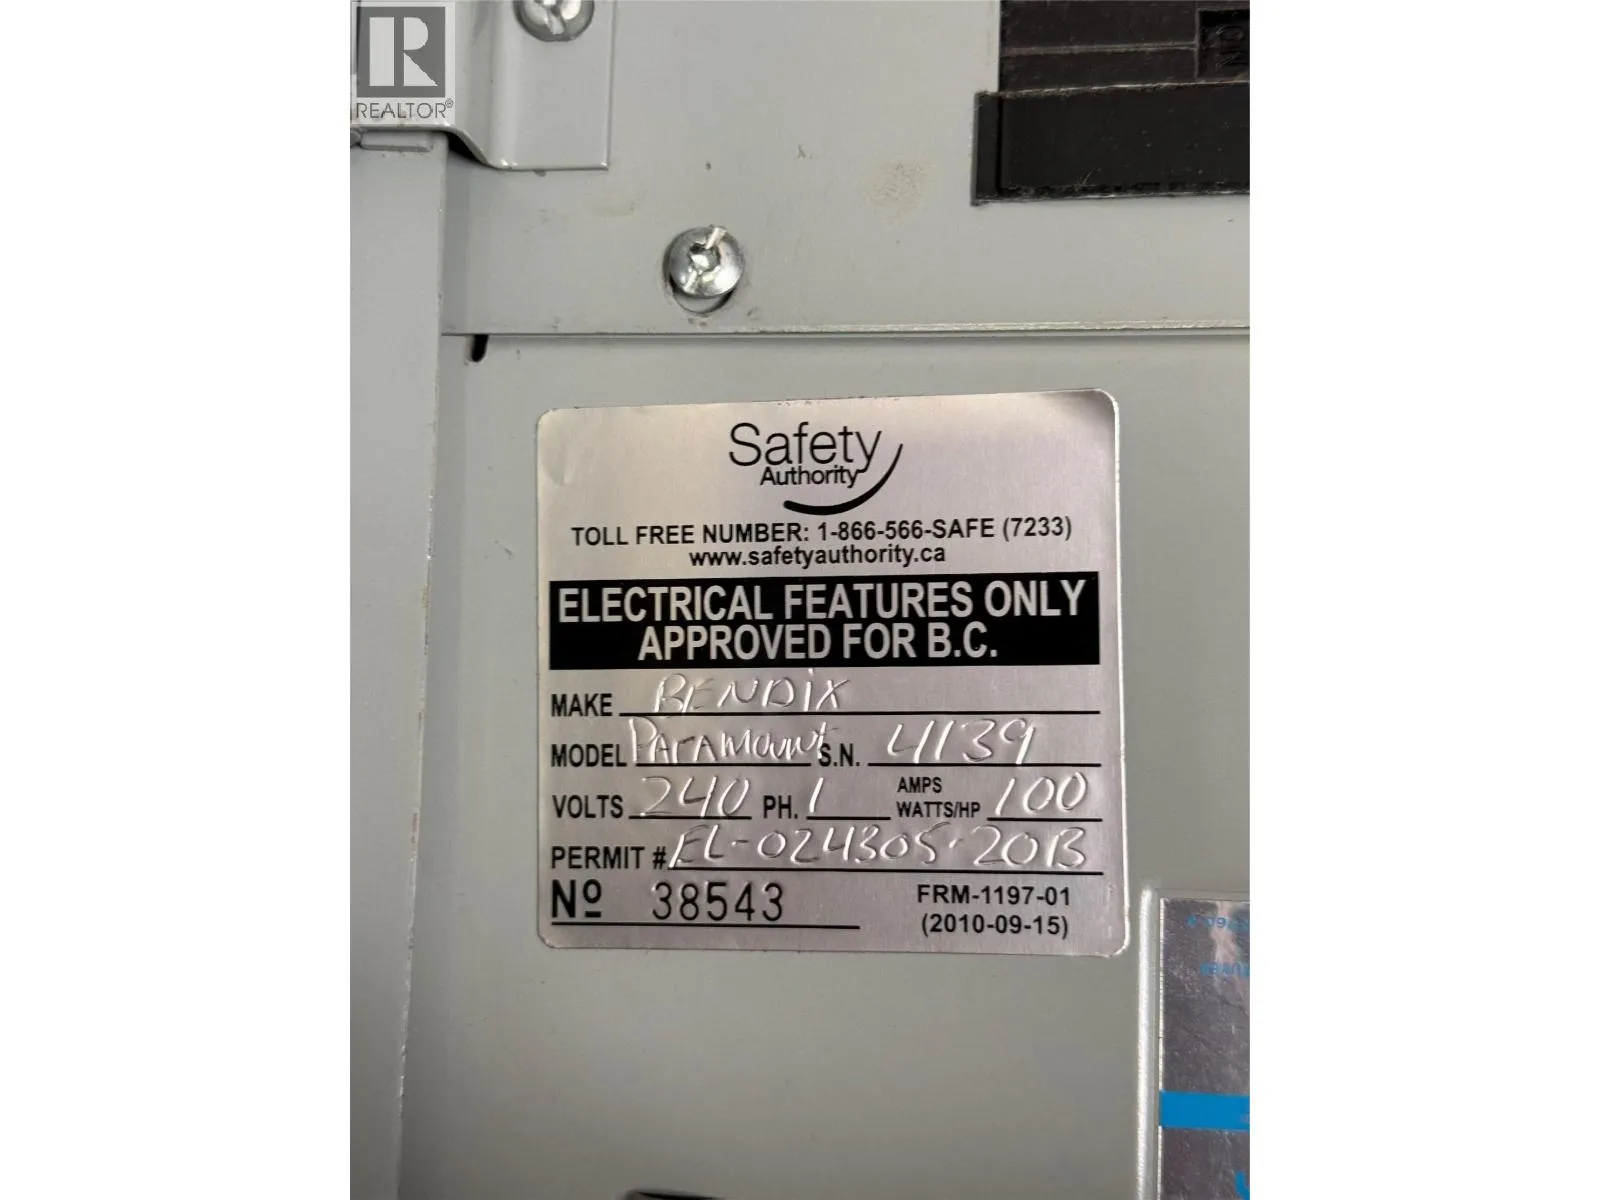 REALTOR®
Safety
Authority
TOLL FREE NUMBER: 1-866-566-SAFE (7233)
www.safetyauthority.ca
ELECTRICAL FEATURES ONLY
APPROVED FOR B.C.
MAKE BENDIX
MODEL PARAMOUNT S.N. 4139
VOLTS 240 PH. 1 AMPS WATTS/HP 100
PERMIT # EL-024305-20B
Nº 38543 FRM-1197-01
(2010-09-15)